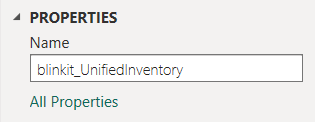 PROPERTIES
Name
blinkit_UnifiedInventory
All Properties